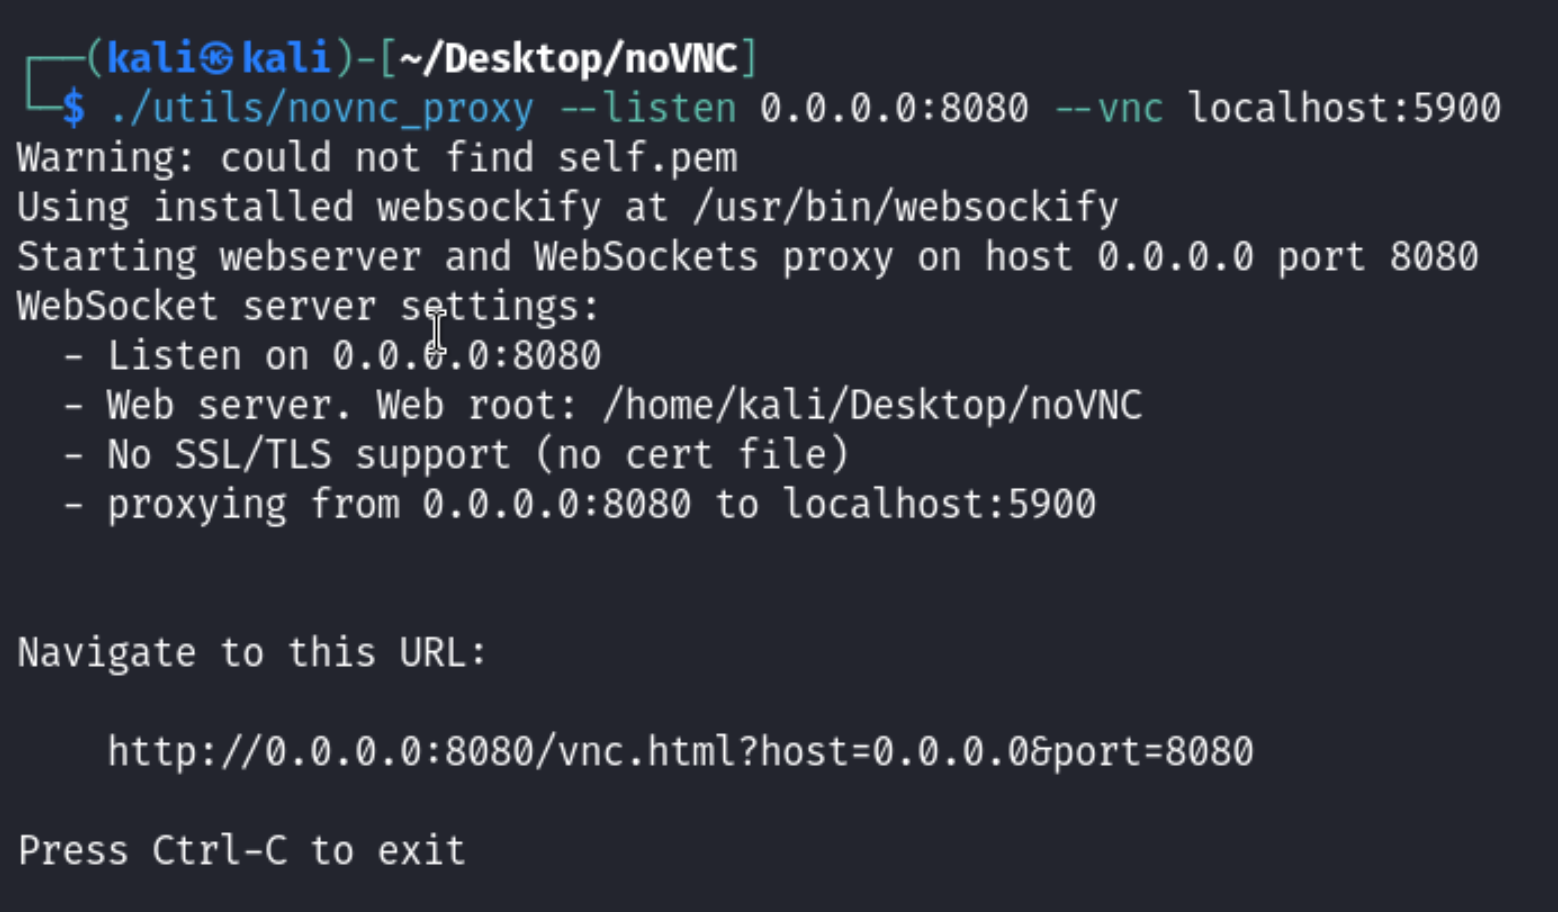 ┌──(kali㉿kali)-[~/Desktop/noVNC]
└─$ ./utils/novnc_proxy --listen 0.0.0.0:8080 --vnc localhost:5900
Warning: could not find self.pem
Using installed websockify at /usr/bin/websockify
Starting webserver and WebSockets proxy on host 0.0.0.0 port 8080
WebSocket server settings:
  - Listen on 0.0.0.0:8080
  - Web server. Web root: /home/kali/Desktop/noVNC
  - No SSL/TLS support (no cert file)
  - proxying from 0.0.0.0:8080 to localhost:5900
Navigate to this URL:
    http://0.0.0.0:8080/vnc.html?host=0.0.0.0&port=8080
Press Ctrl-C to exit